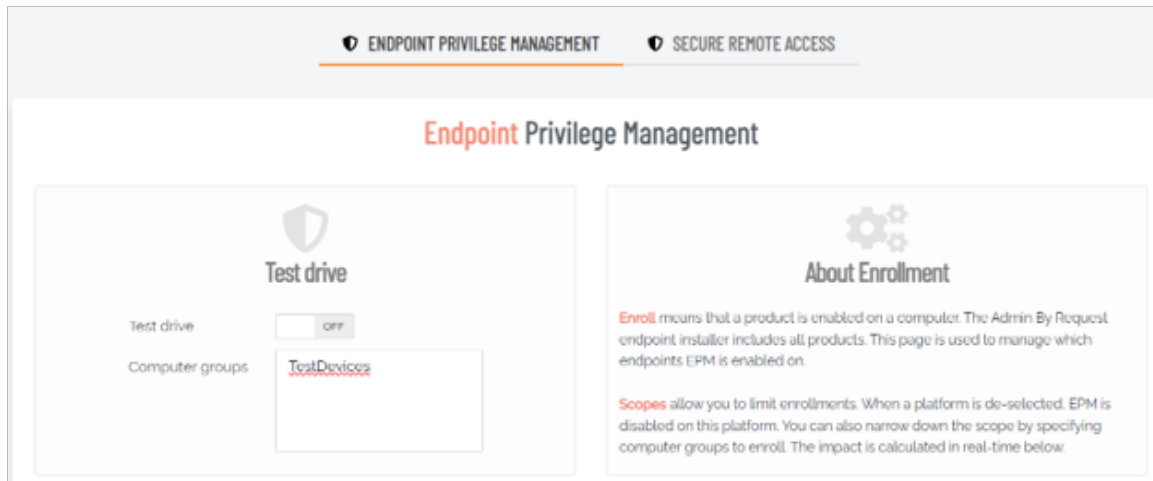 ENDPOINT PRIVILEGE MANAGEMENT
SECURE REMOTE ACCESS
Endpoint Privilege Management
Test drive
Test drive
OFF
Computer groups
TestDevices
About Enrollment
Enroll means that a product is enabled on a computer. The Admin By Request
endpoint installer includes all products. This page is used to manage which
endpoints EPM is enabled on.
Scopes allow you to limit enrollments. When a platform is de-selected, EPM is
disabled on this platform. You can also narrow down the scope by specifying
computer groups to enroll. The impact is calculated in real-time below.